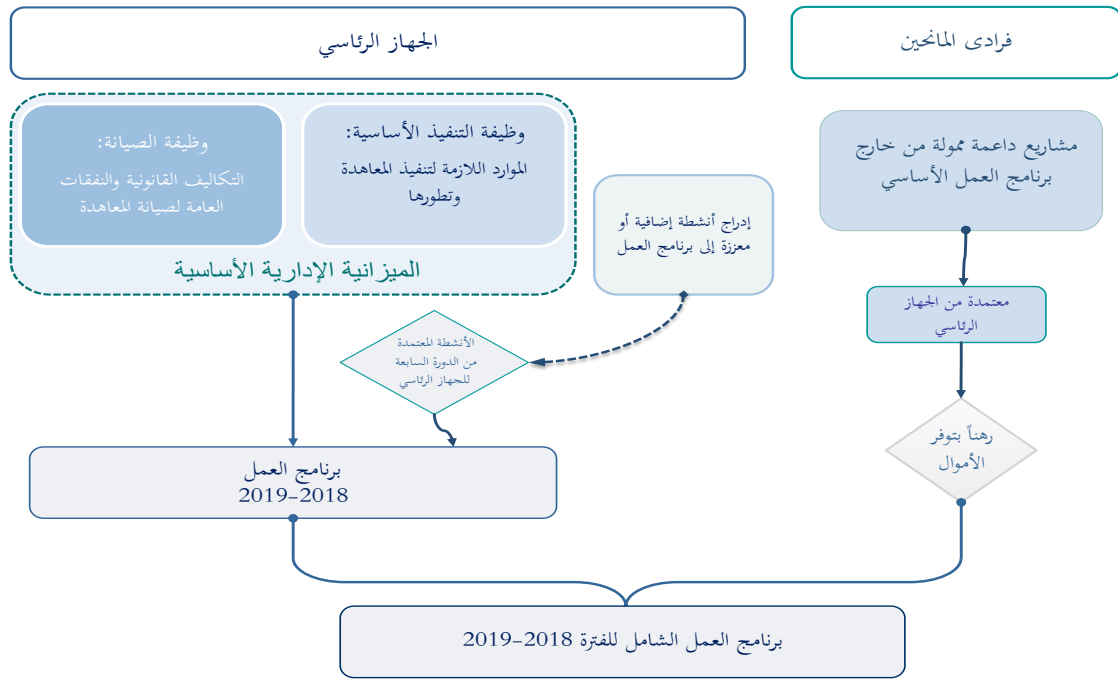 فرادى المانحين
الجهاز الرئاسي
مشاريع داعمة ممولة من خارج
برنامج العمل الأساسي
معتمدة من الجهاز
الرئاسي
رهناً بتوفر
الأموال
إدراج أنشطة إضافية أو
معززة إلى برنامج العمل
وظيفة التنفيذ الأساسية:
الموارد اللازمة لتنفيذ المعاهدة
وتطورها
وظيفة الصيانة:
التكاليف القانونية والنفقات
العامة لصيانة المعاهدة
الميزانية الإدارية الأساسية
الأنشطة المعتمدة
من الدورة السابعة
للجهاز الرئاسي
برنامج العمل
2018-2019
برنامج العمل الشامل للفترة 2018-2019